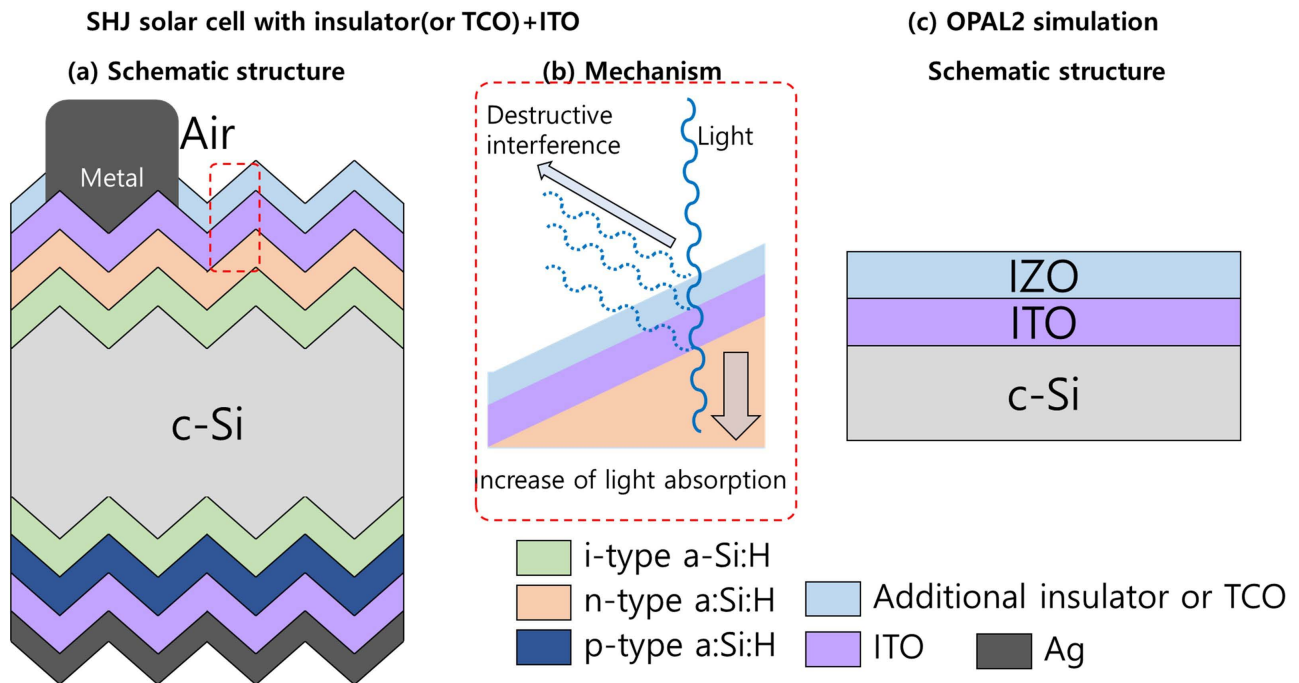 SHJ solar cell with insulator(or TCO)+ITO
(a) Schematic structure
Air
Metal
c-Si
(b) Mechanism
Destructive
interference
Light
Increase of light absorption
(c) OPAL2 simulation
Schematic structure
IZO
ITO
c-Si
i-type a-Si:H
n-type a:Si:H
p-type a:Si:H
Additional insulator or TCO
ITO
Ag